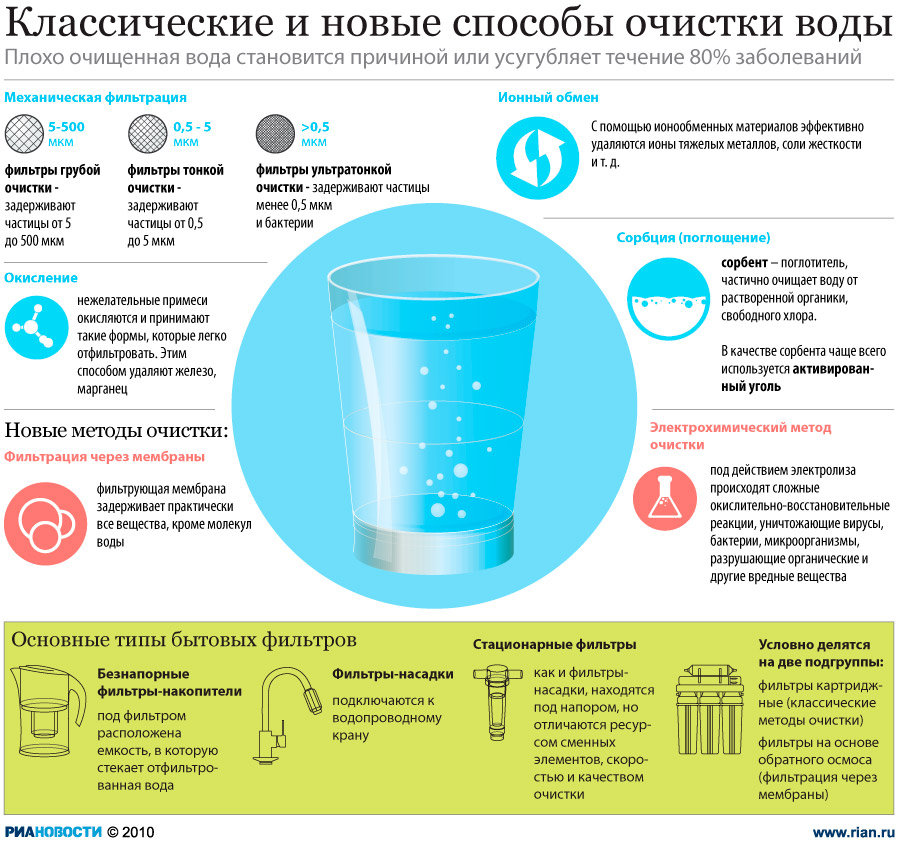 Классические и новые способы очистки воды
Плохо очищенная вода становится причиной или усугубляет течение 80% заболеваний
Механическая фильтрация
5-500
мкм
фильтры грубой
очистки -
задерживают
частицы от 5
до 500 мкм
0,5 - 5
мкм
фильтры тонкой
очистки -
задерживают
частицы от 0,5
до 5 мкм
>0,5
мкм
фильтры ультратонкой
очистки - задерживают частицы
менее 0,5 мкм
и бактерии
Ионный обмен
С помощью ионообменных материалов эффективно
удаляются ионы тяжелых металлов, соли жесткости
и т. д.
Окисление
нежелательные примеси
окисляются и принимают
такие формы, которые легко
отфильтровать. Этим
способом удаляют железо,
марганец
Сорбция (поглощение)
сорбент – поглотитель,
частично очищает воду от
растворенной органики,
свободного хлора.
В качестве сорбента чаще всего
используется активирован-
ный уголь
Новые методы очистки:
Фильтрация через мембраны
фильтрующая мембрана
задерживает практически
все вещества, кроме молекул
воды
Электрохимический метод
очистки
под действием электролиза
происходят сложные
окислительно-восстановительные
реакции, уничтожающие вирусы,
бактерии, микроорганизмы,
разрушающие органические и
другие вредные вещества
Основные типы бытовых фильтров
Безнапорные
фильтры-накопители
под фильтром
расположена
емкость, в которую
стекает отфильтро-
ванная вода
Фильтры-насадки
подключаются к
водопроводному
крану
Стационарные фильтры
как и фильтры-
насадки, находятся
под напором, но
отличаются ресур-
сом сменных
элементов, скоро-
стью и качеством
очистки
Условно делятся
на две подгруппы:
фильтры картридж-
ные (классические
методы очистки)
фильтры на основе
обратного осмоса
(фильтрация через
мембраны)
РИАНОВОСТИ © 2010
www.rian.ru